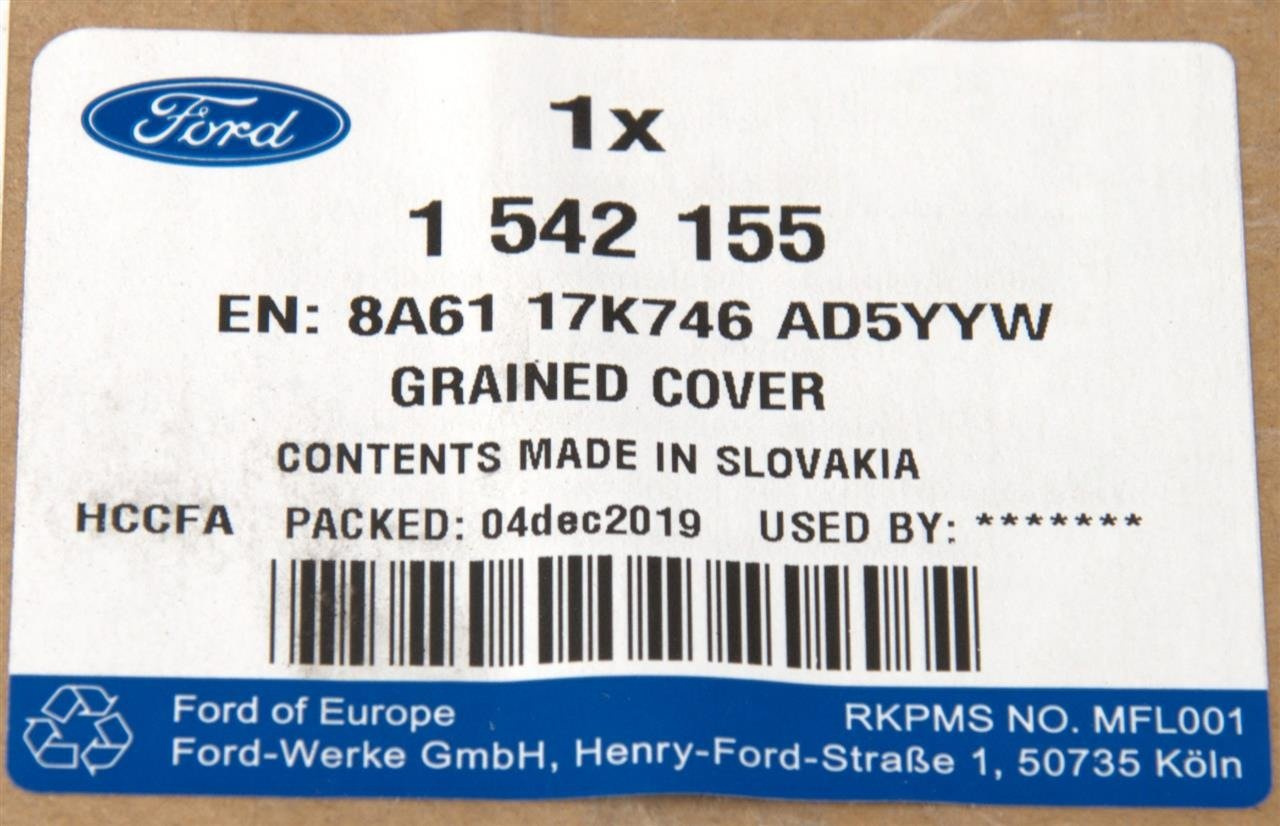 Ford
1x
1 542 155
EN: 8A61 17K746 AD5YYW
GRAINED COVER
CONTENTS MADE IN SLOVAKIA
HCCFA PACKED: 04dec2019 USED BY: *******
Ford of Europe RKPMS NO. MFL001
Ford-Werke GmbH, Henry-Ford-Straße 1, 50735 Köln